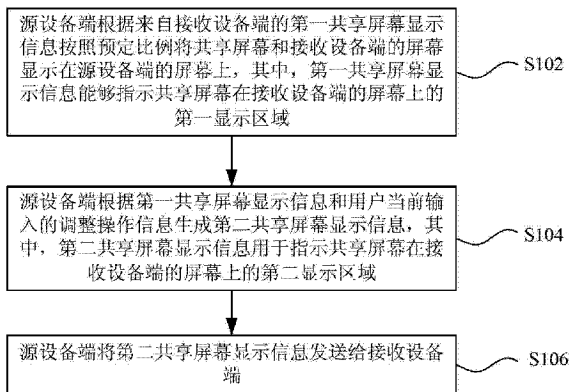 源设备端根据来自接收设备端的第一共享屏幕显示
信息按照预定比例将共享屏幕和接收设备端的屏幕
显示在源设备端的屏幕上，其中，第一共享屏幕显
示信息能够指示共享屏幕在接收设备端的屏幕上的
第一显示区域
S102
源设备端根据第一共享屏幕显示信息和用户当前输
入的调整操作信息生成第二共享屏幕显示信息，其
中，第二共享屏幕显示信息用于指示共享屏幕在接
收设备端的屏幕上的第二显示区域
S104
源设备端将第二共享屏幕显示信息发送给接收设备
端
S106